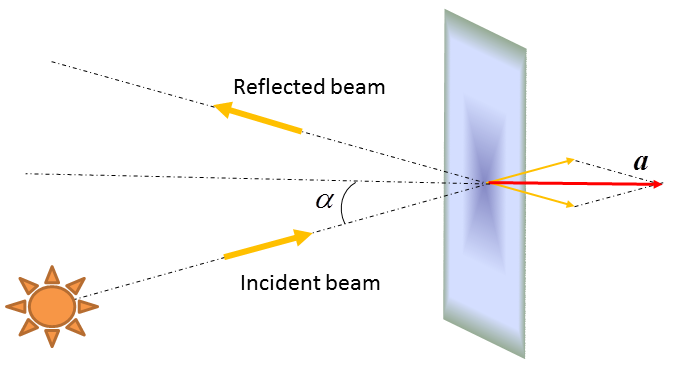 Reflected beam
a
α
Incident beam